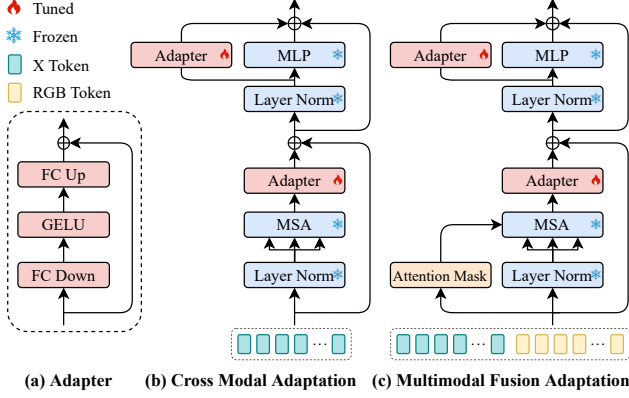 Tuned
Frozen
X Token
RGB Token
FC Up
GELU
FC Down
(a) Adapter
Adapter
MLP
Layer Norm
Adapter
MSA
Layer Norm
...
(b) Cross Modal Adaptation
Adapter
MLP
Layer Norm
Adapter
MSA
Attention Mask
Layer Norm
... ...
(c) Multimodal Fusion Adaptation